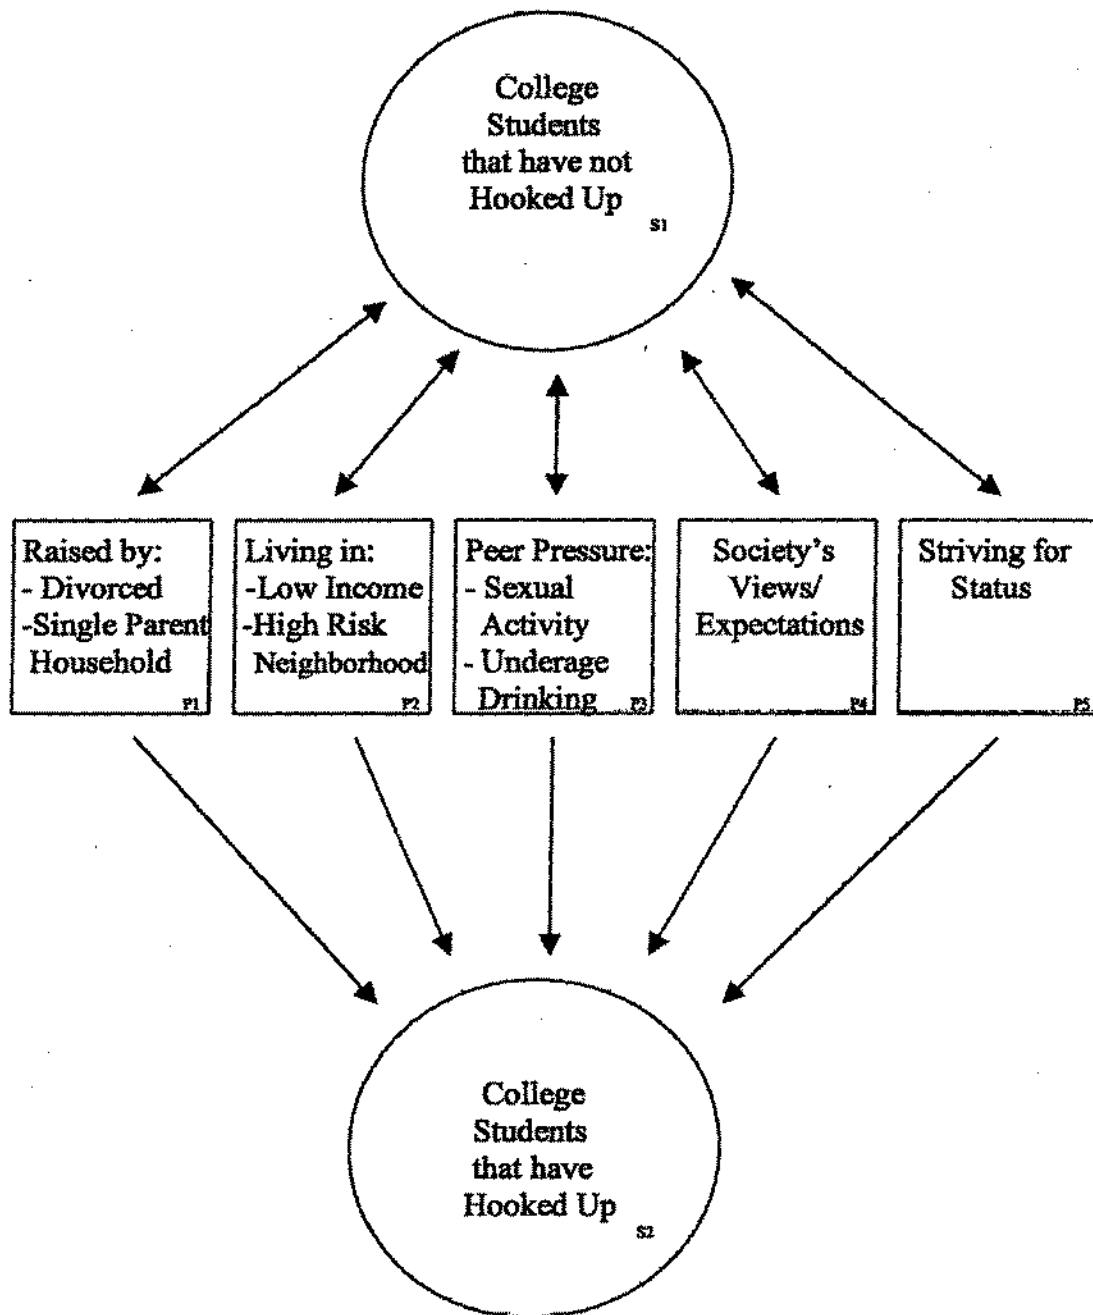 College
Students
that have not
Hooked Up
S1
Raised by:
- Divorced
-Single Parent
Household
P1
Living in:
-Low Income
-High Risk
Neighborhood
P2
Peer Pressure:
- Sexual
Activity
- Underage
Drinking
P3
Society's
Views/
Expectations
P4
Striving for
Status
P5
College
Students
that have
Hooked Up
S2